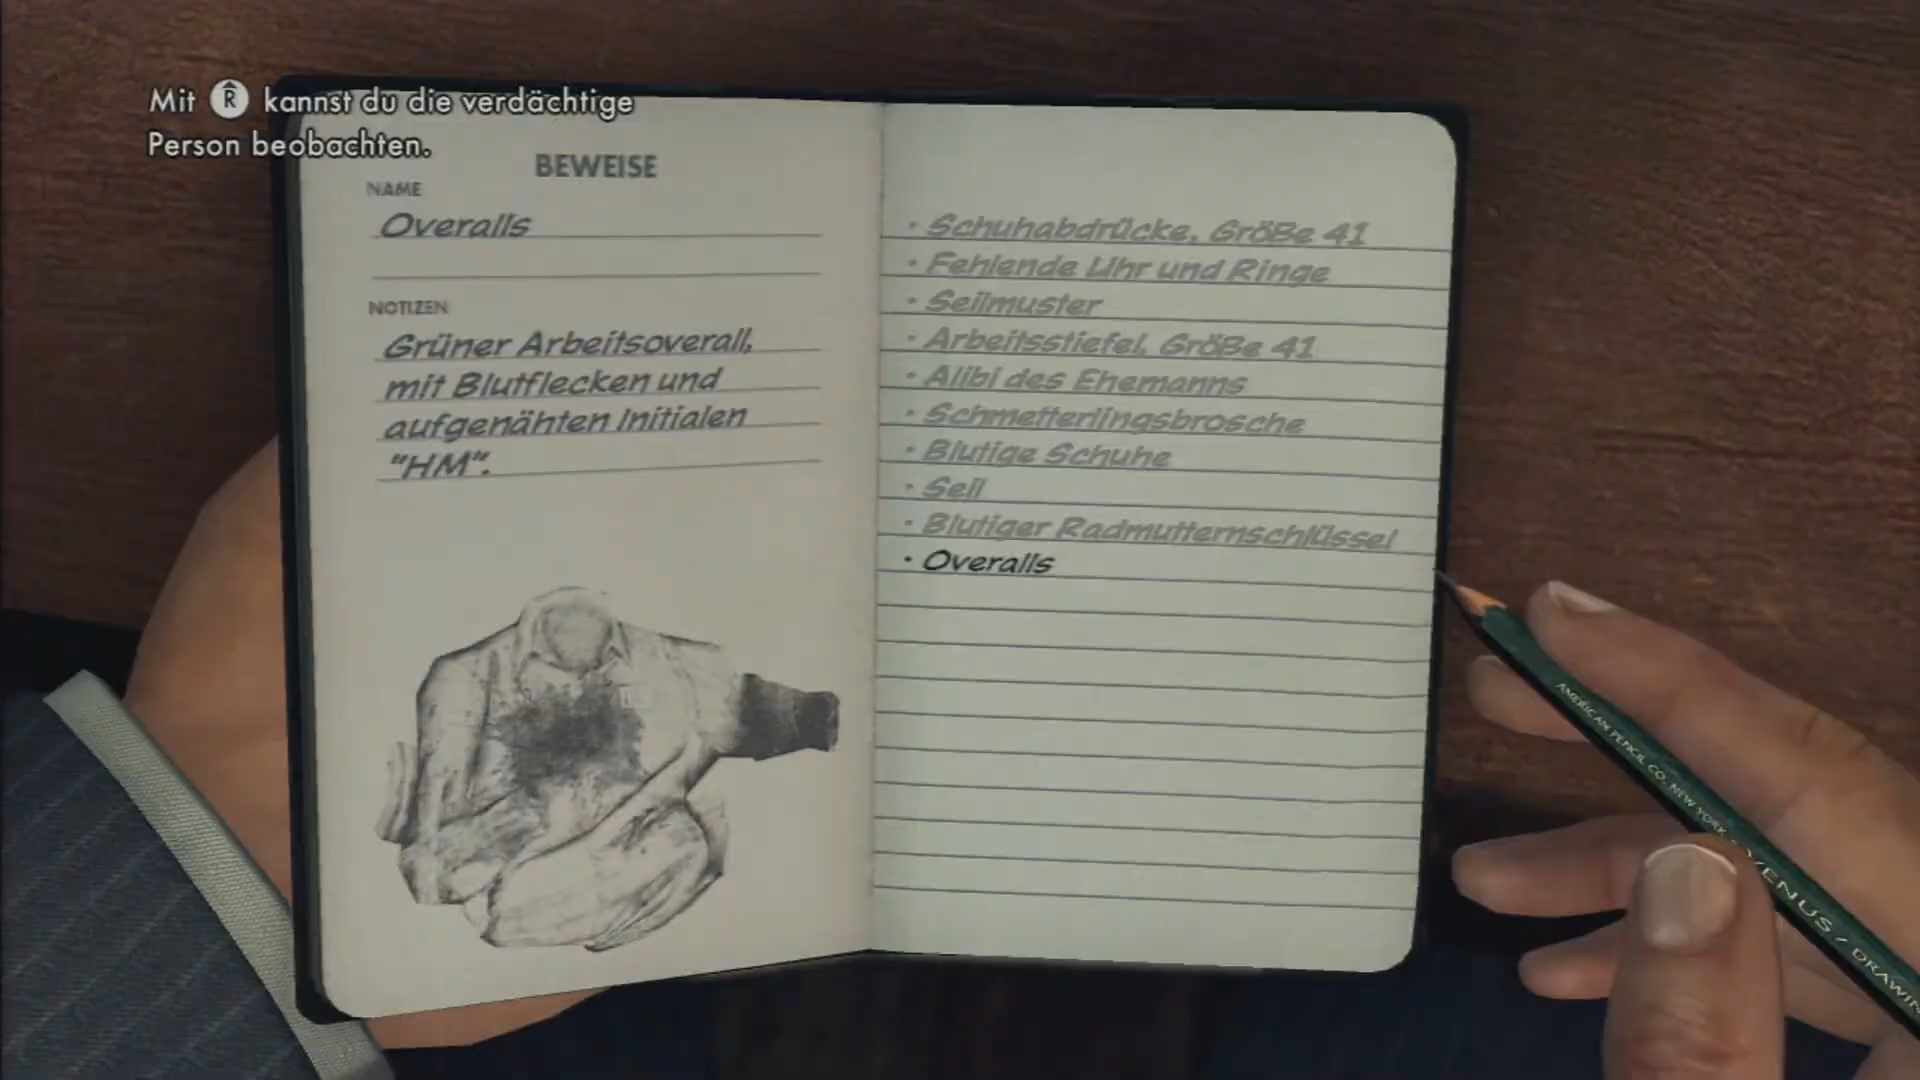 Mit R kannst du die verdächtige
Person beobachten.
BEWEISE
NAME
Overalls
NOTIZEN
Grüner Arbeitsoverall,
mit Blutflecken und
aufgenähten Initialen
"HM".
• Schuhabdrücke, Größe 41
• Fehlende Uhr und Ringe
• Seilmuster
• Arbeitsstiefel, Größe 41
• Alibi des Ehemanns
• Schmetterlingsbrosche
• Blutige Schuhe
• Seil
• Blutiger Radmutternschlüssel
• Overalls
AMERICAN PENCIL CO. NEW YORK VENUS / DRAWIN